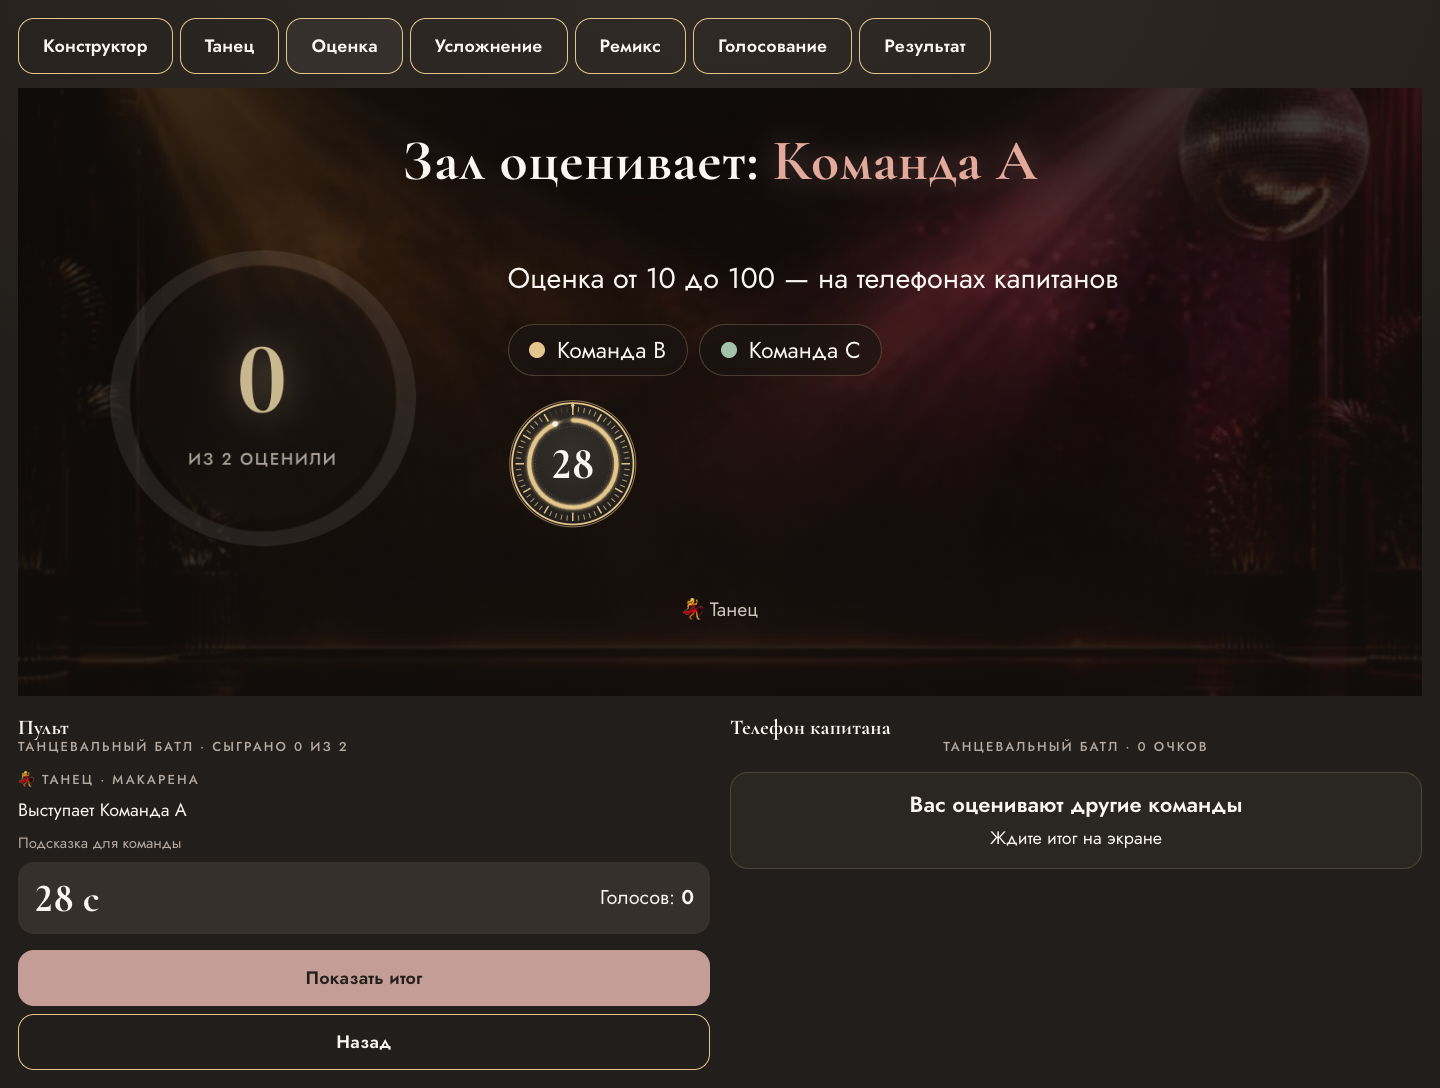 Конструктор
Танец
Оценка
Усложнение
Ремикс
Голосование
Результат
Зал оценивает: Команда A
Оценка от 10 до 100 — на телефонах капитанов
0
ИЗ 2 ОЦЕНИЛИ
Команда B
Команда C
28
💃 Танец
Пульт
ТАНЦЕВАЛЬНЫЙ БАТЛ · СЫГРАНО 0 ИЗ 2
💃 ТАНЕЦ · МАКАРЕНА
Выступает Команда A
Подсказка для команды
28 с
Голосов: 0
Показать итог
Назад
Телефон капитана
ТАНЦЕВАЛЬНЫЙ БАТЛ · 0 ОЧКОВ
Вас оценивают другие команды
Ждите итог на экране